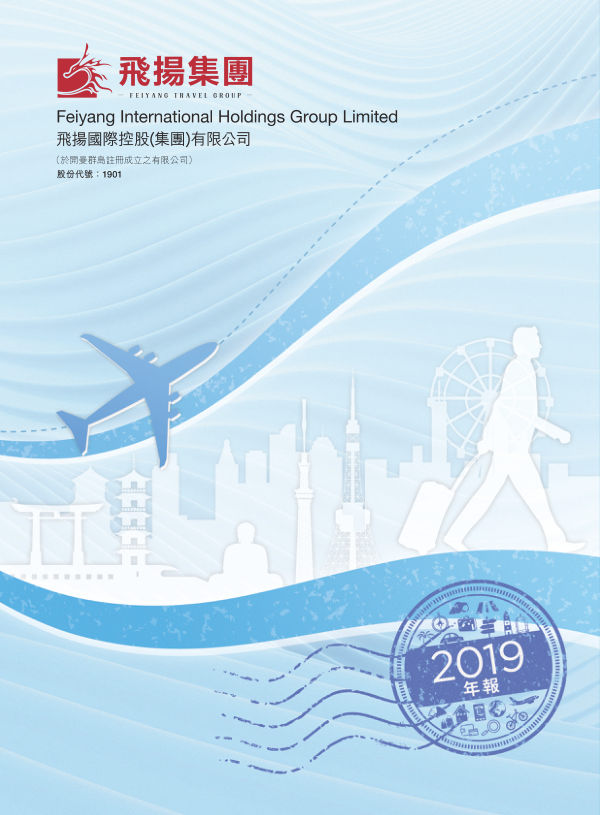 飛揚集團
FEIYANG TRAVEL GROUP
Feiyang International Holdings Group Limited
飛揚國際控股(集團)有限公司
(於開曼群島註冊成立之有限公司)
股份代號：1901
2019
年報